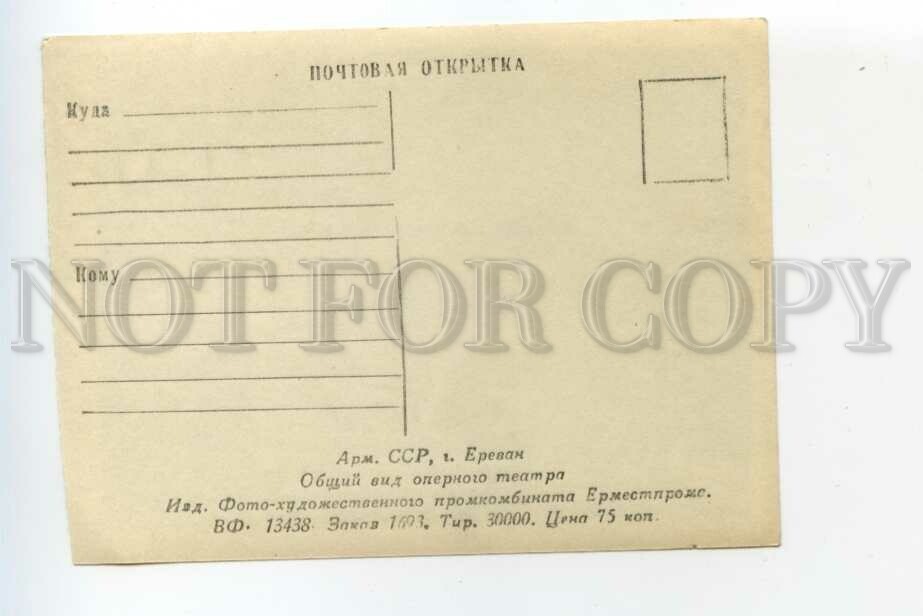 ПОЧТОВАЯ ОТКРЫТКА
Куда
Кому
NOT FOR COPY
Арм. ССР, г. Ереван
Общий вид оперного театра
Изд. Фото-художественного промкомбината Ерместпромс.
ВФ. 13438 Заказ Тир. 30000. Цена 75 коп.